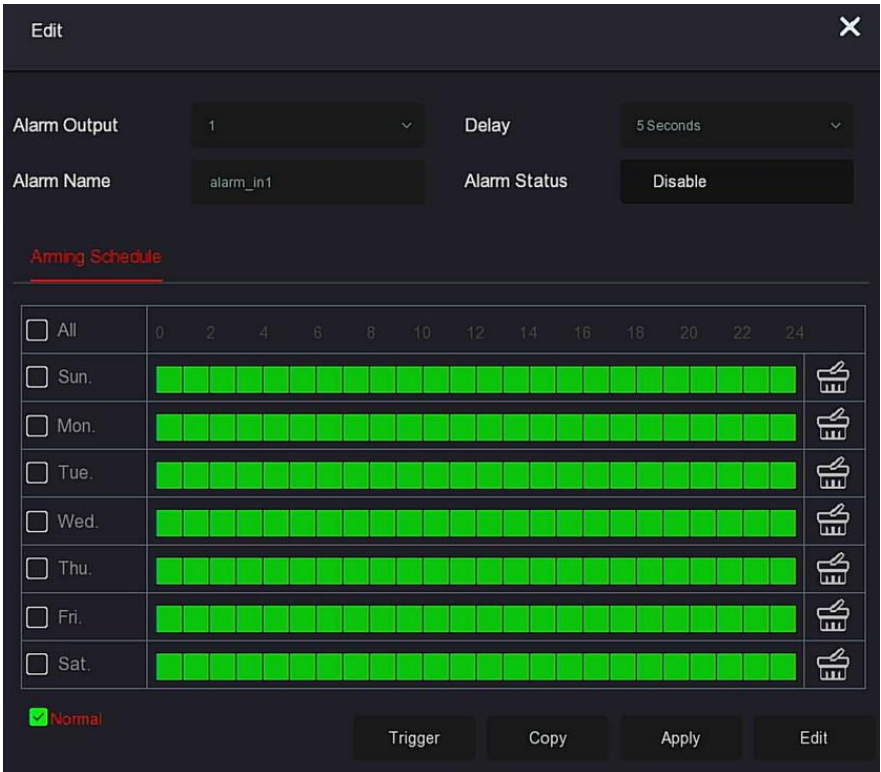 Edit
Alarm Output 1 Delay 5 Seconds
Alarm Name alarm_in1 Alarm Status Disable
Arming Schedule
All 0 2 4 6 8 10 12 14 16 18 20 22 24
Sun.
Mon.
Tue.
Wed.
Thu.
Fri.
Sat.
Normal
Trigger Copy Apply Edit